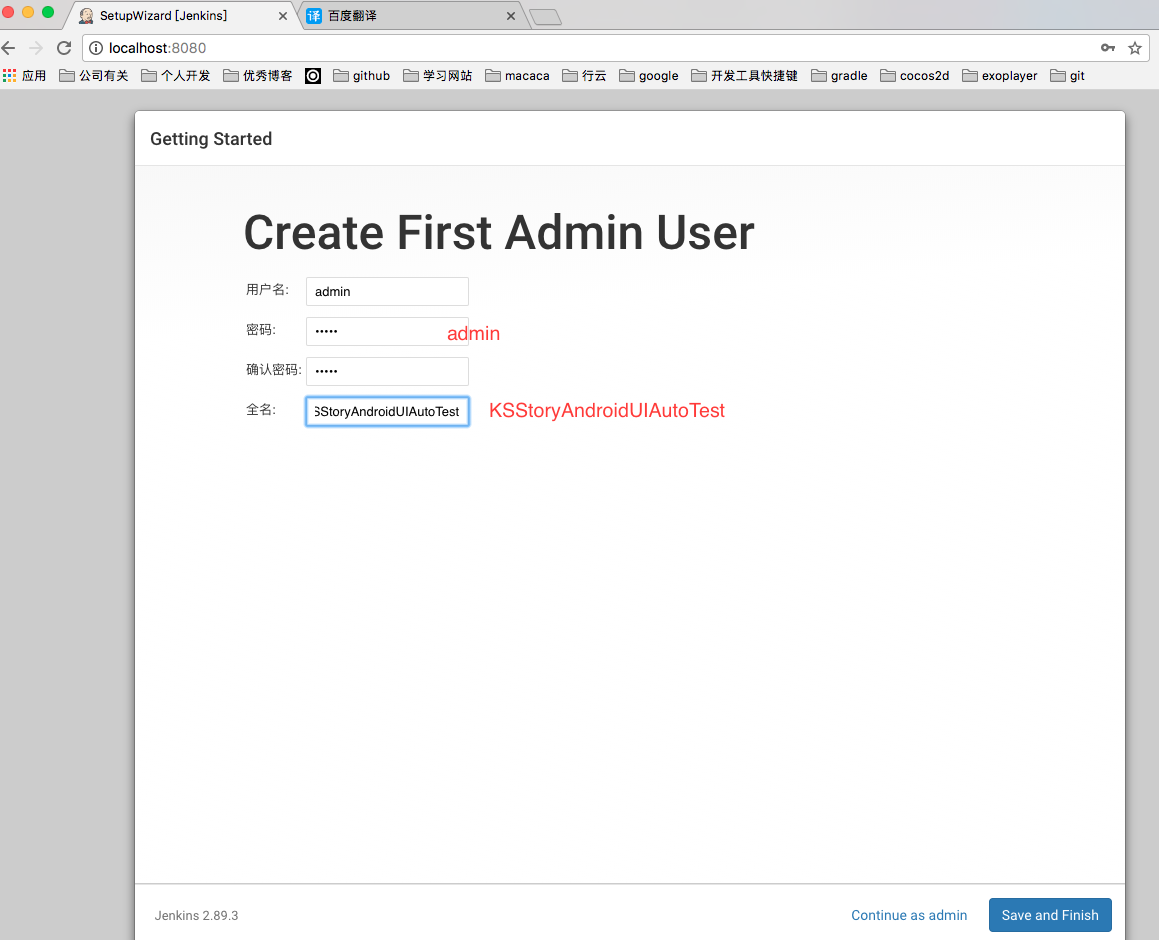 SetupWizard [Jenkins]
百度翻译
localhost:8080
应用 公司有关 个人开发 优秀博客 github 学习网站 macaca 行云 google 开发工具快捷键 gradle cocos2d exoplayer git
Getting Started
Create First Admin User
用户名: admin
密码: ••••• admin
确认密码: •••••
全名: SStoryAndroidUIAutoTest KSStoryAndroidUIAutoTest
Jenkins 2.89.3 Continue as admin Save and Finish